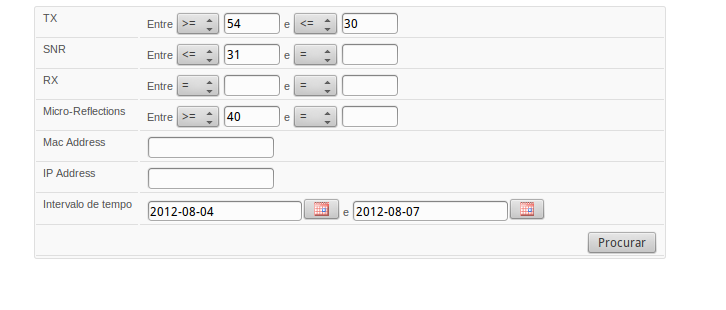 TX Entre >= 54 e <= 30
SNR Entre <= 31 e =
RX Entre = e =
Micro-Reflections Entre >= 40 e =
Mac Address
IP Address
Intervalo de tempo 2012-08-04 e 2012-08-07
Procurar